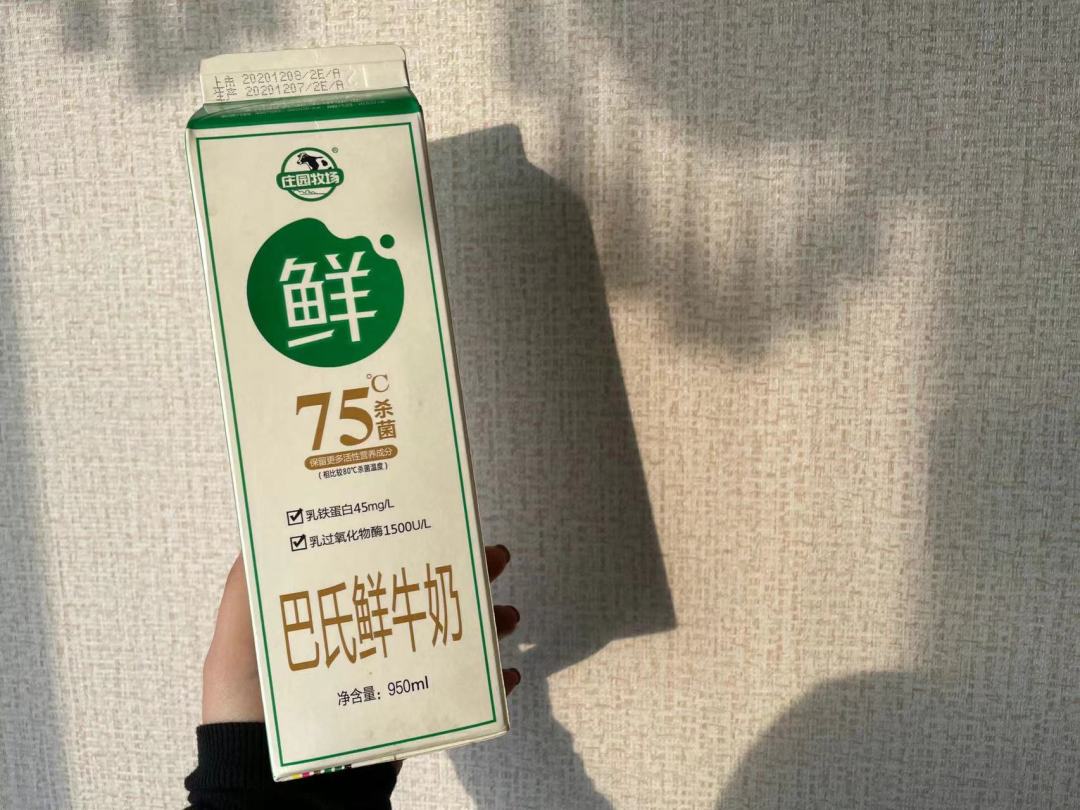 上市 20201208/2E/A
生产 20201207/2E/A
庄园牧场
®
鲜
75℃
杀菌
保留更多活性营养成分
(相比较80℃杀菌温度)
乳铁蛋白45mg/L
乳过氧化物酶1500U/L
巴氏鲜牛奶
净含量：950ml